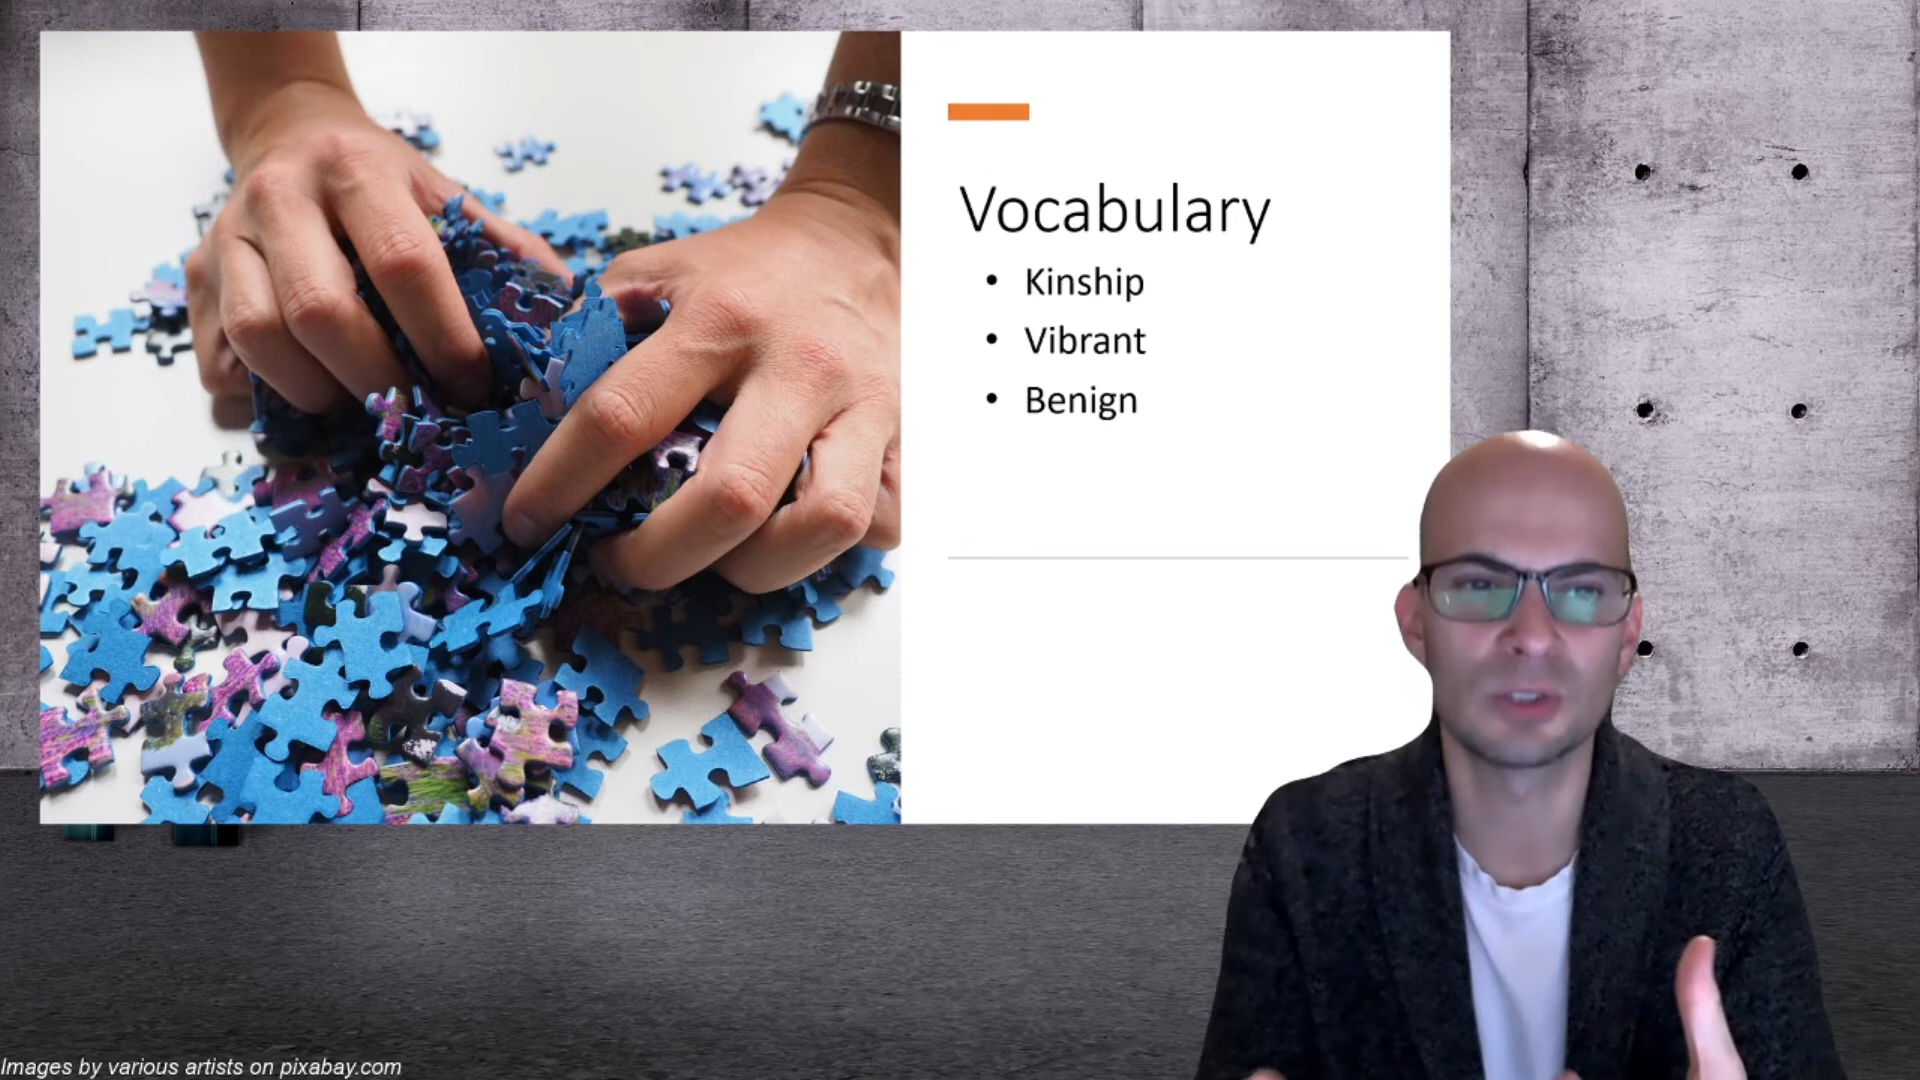 Vocabulary
• Kinship
• Vibrant
• Benign
Images by various artists on pixabay.com